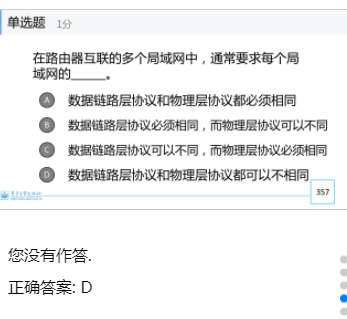 单选题 1分
在路由器互联的多个局域网中，通常要求每个局
域网的______。
A 数据链路层协议和物理层协议都必须相同
B 数据链路层协议必须相同，而物理层协议可以不同
C 数据链路层协议可以不同，而物理层协议必须相同
D 数据链路层协议和物理层协议都可以不相同
357
您没有作答.
正确答案: D